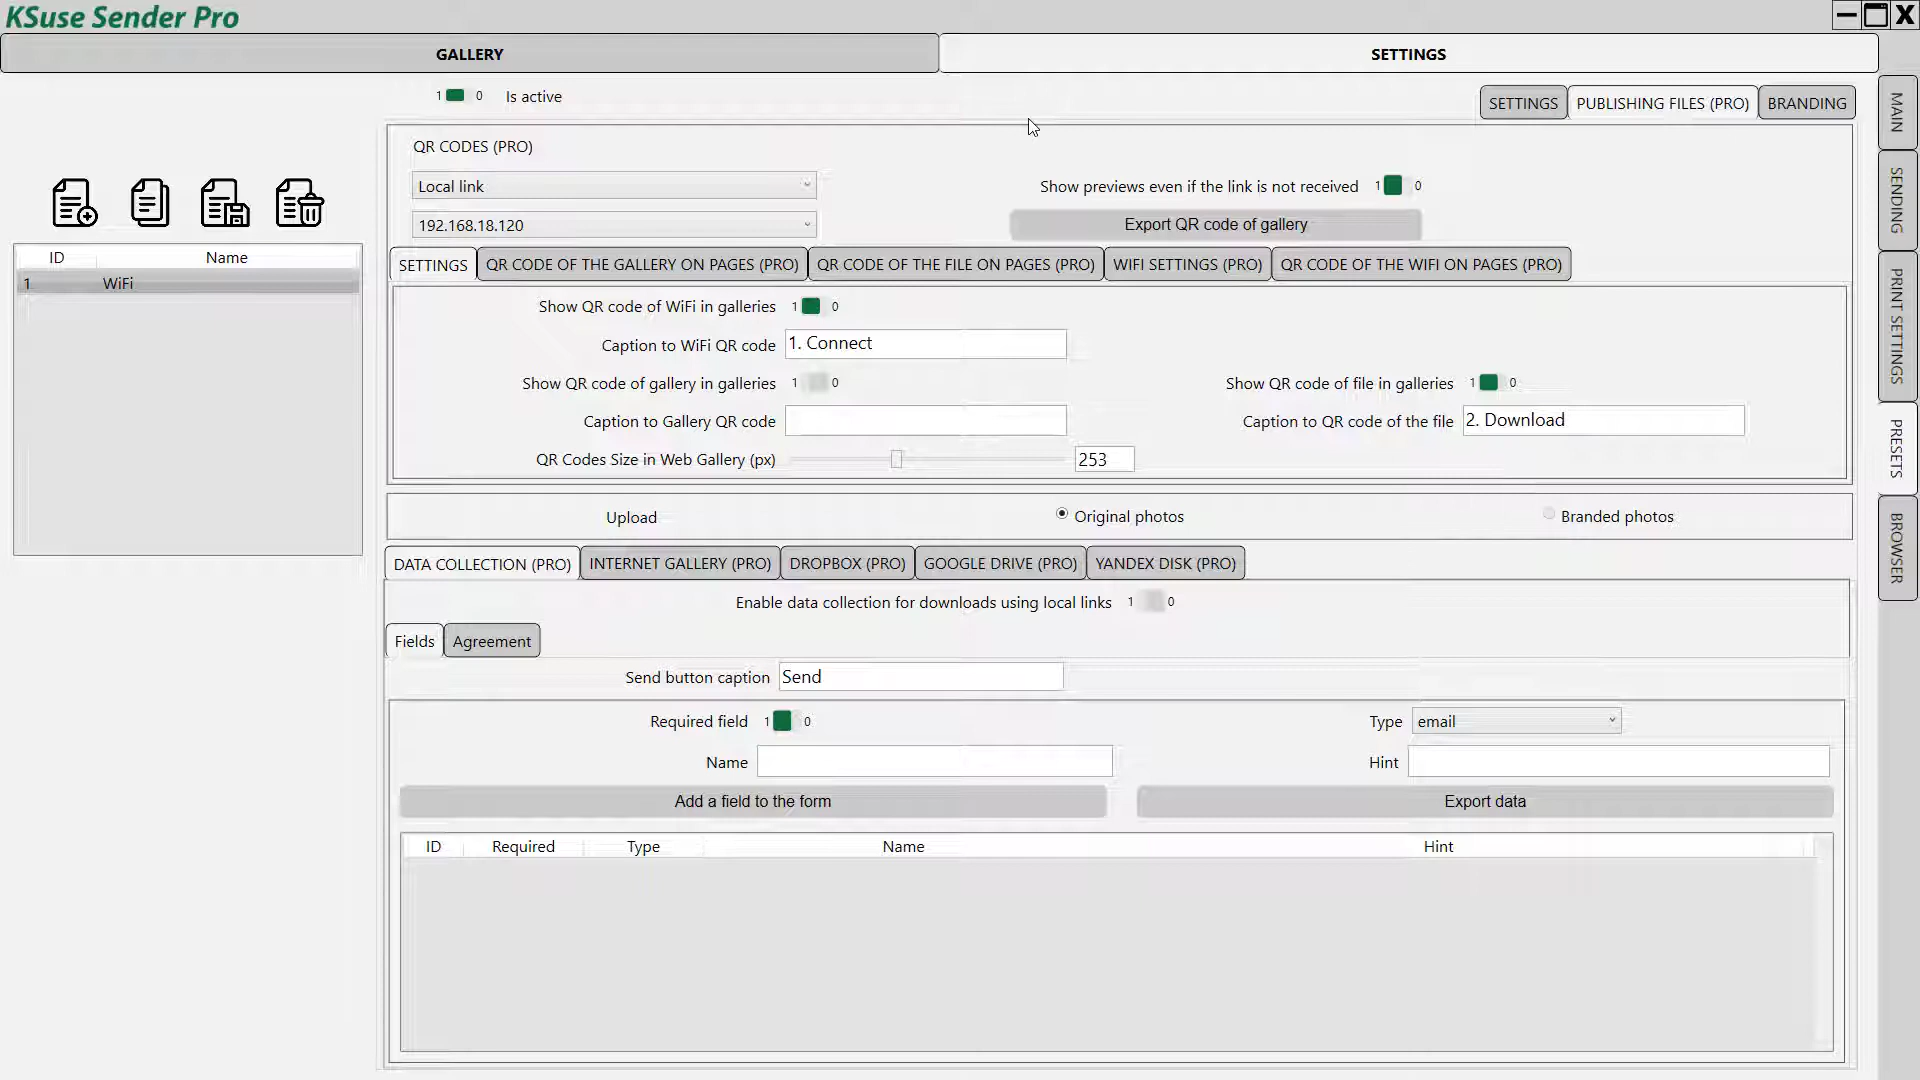 KSuse Sender Pro
GALLERY
SETTINGS
1 0 Is active
SETTINGS
PUBLISHING FILES (PRO)
BRANDING
QR CODES (PRO)
Local link
Show previews even if the link is not received 1 0
192.168.18.120
Export QR code of gallery
SETTINGS
QR CODE OF THE GALLERY ON PAGES (PRO)
QR CODE OF THE FILE ON PAGES (PRO)
WIFI SETTINGS (PRO)
QR CODE OF THE WIFI ON PAGES (PRO)
ID Name
1 WiFi
Show QR code of WiFi in galleries 1 0
Caption to WiFi QR code 1. Connect
Show QR code of gallery in galleries 1 0
Show QR code of file in galleries 1 0
Caption to Gallery QR code
Caption to QR code of the file 2. Download
QR Codes Size in Web Gallery (px) 253
Upload
Original photos
Branded photos
DATA COLLECTION (PRO)
INTERNET GALLERY (PRO)
DROPBOX (PRO)
GOOGLE DRIVE (PRO)
YANDEX DISK (PRO)
Enable data collection for downloads using local links 1 0
Fields
Agreement
Send button caption Send
Required field 1 0
Type email
Name
Hint
Add a field to the form
Export data
ID Required Type Name Hint
MAIN
SENDING
PRINT SETTINGS
PRESETS
BROWSER